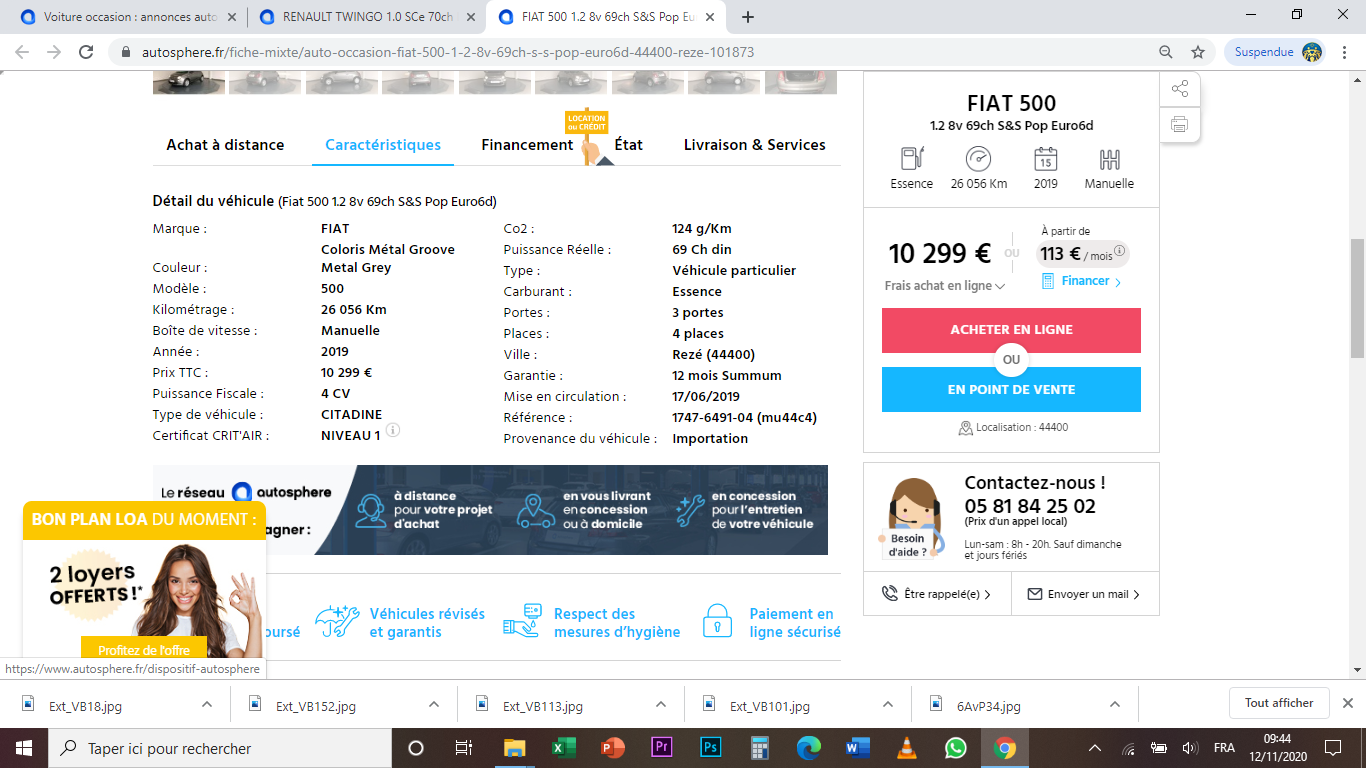 Voiture occasion : annonces auto
RENAULT TWINGO 1.0 SCe 70ch
FIAT 500 1.2 8v 69ch S&S Pop Eu
autosphere.fr/fiche-mixte/auto-occasion-fiat-500-1-2-8v-69ch-s-s-pop-euro6d-44400-reze-101873
Suspendue
LOCATION
ou CRÉDIT
Achat à distance
Caractéristiques
Financement
État
Livraison & Services
Détail du véhicule (Fiat 500 1.2 8v 69ch S&S Pop Euro6d)
Marque : FIAT
Couleur : Coloris Métal Groove
Metal Grey
Modèle : 500
Kilométrage : 26 056 Km
Boîte de vitesse : Manuelle
Année : 2019
Prix TTC : 10 299 €
Puissance Fiscale : 4 CV
Type de véhicule : CITADINE
Certificat CRIT'AIR : NIVEAU 1
Co2 : 124 g/Km
Puissance Réelle : 69 Ch din
Type : Véhicule particulier
Carburant : Essence
Portes : 3 portes
Places : 4 places
Ville : Rezé (44400)
Garantie : 12 mois Summum
Mise en circulation : 17/06/2019
Référence : 1747-6491-04 (mu44c4)
Provenance du véhicule : Importation
FIAT 500
1.2 8v 69ch S&S Pop Euro6d
15
Essence
26 056 Km
2019
Manuelle
10 299 €
OU
À partir de
113 € / mois
Frais achat en ligne
Financer
ACHETER EN LIGNE
OU
EN POINT DE VENTE
Localisation : 44400
Besoin
d'aide ?
Contactez-nous !
05 81 84 25 02
(Prix d'un appel local)
Lun-sam : 8h - 20h. Sauf dimanche
et jours fériés
Être rappelé(e)
Envoyer un mail
Le réseau autosphere
agner :
à distance
pour votre projet
d'achat
en vous livrant
en concession
ou à domicile
en concession
pour l'entretien
de votre véhicule
BON PLAN LOA DU MOMENT :
2 loyers
OFFERTS !*
Profitez de l'offre
oursé
Véhicules révisés
et garantis
Respect des
mesures d'hygiène
Paiement en
ligne sécurisé
https://www.autosphere.fr/dispositif-autosphere
Ext_VB18.jpg
Ext_VB152.jpg
Ext_VB113.jpg
Ext_VB101.jpg
6AvP34.jpg
Tout afficher
Taper ici pour rechercher
Pr
Ps
FRA
09:44
12/11/2020